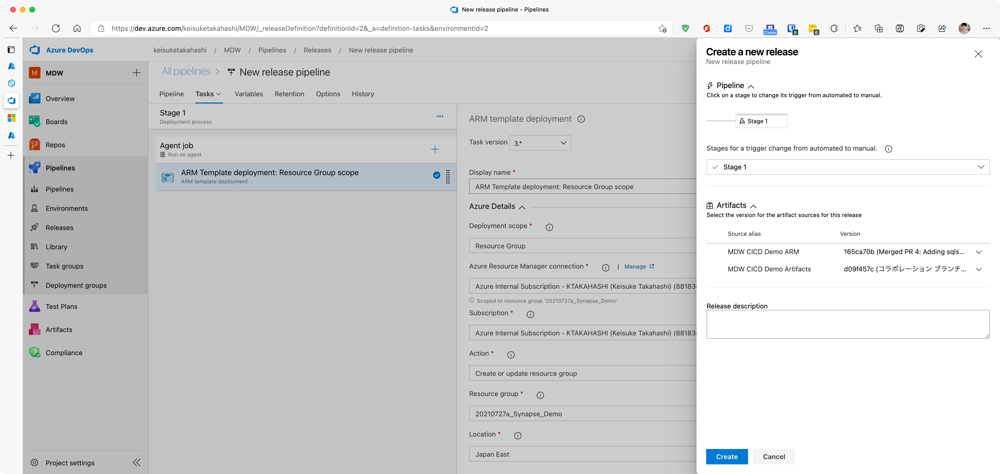 New release pipeline - Pipelines
https://dev.azure.com/keisuketakahashi/MDW/_releaseDefinition?definitionId=2&_a=definition-tasks&environmentId=2
Comn
9
6
Azure DevOps
keisuketakahashi / MDW / Pipelines / Releases / New release pipeline
M MDW
Overview
Boards
Repos
Pipelines
Pipelines
Environments
Releases
Library
Task groups
Deployment groups
Test Plans
Artifacts
Compliance
Project settings
All pipelines > New release pipeline
Pipeline Tasks Variables Retention Options History
Stage 1
Deployment process
Agent job
Run on agent
ARM Template deployment: Resource Group scope
ARM template deployment
ARM template deployment
Task version 3.*
Display name *
ARM Template deployment: Resource Group scope
Azure Details
Deployment scope *
Resource Group
Azure Resource Manager connection * | Manage
Azure Internal Subscription - KTAKAHASHI (Keisuke Takahashi) (88183
Scoped to resource group '20210727a_Synapse_Demo'
Subscription *
Azure Internal Subscription - KTAKAHASHI (Keisuke Takahashi) (88183
Action *
Create or update resource group
Resource group *
20210727a_Synapse_Demo
Location *
Japan East
Create a new release
New release pipeline
Pipeline
Click on a stage to change its trigger from automated to manual.
Stage 1
Stages for a trigger change from automated to manual.
Stage 1
Artifacts
Select the version for the artifact sources for this release
Source alias Version
MDW CICD Demo ARM 165ca70b (Merged PR 4: Adding sqls...
MDW CICD Demo Artifacts d09f457c (コラボレーション ブランチ...
Release description
Create Cancel